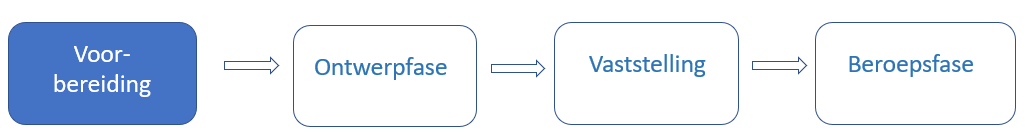 Voor-
bereiding
Ontwerpfase
Vaststelling
Beroepsfase